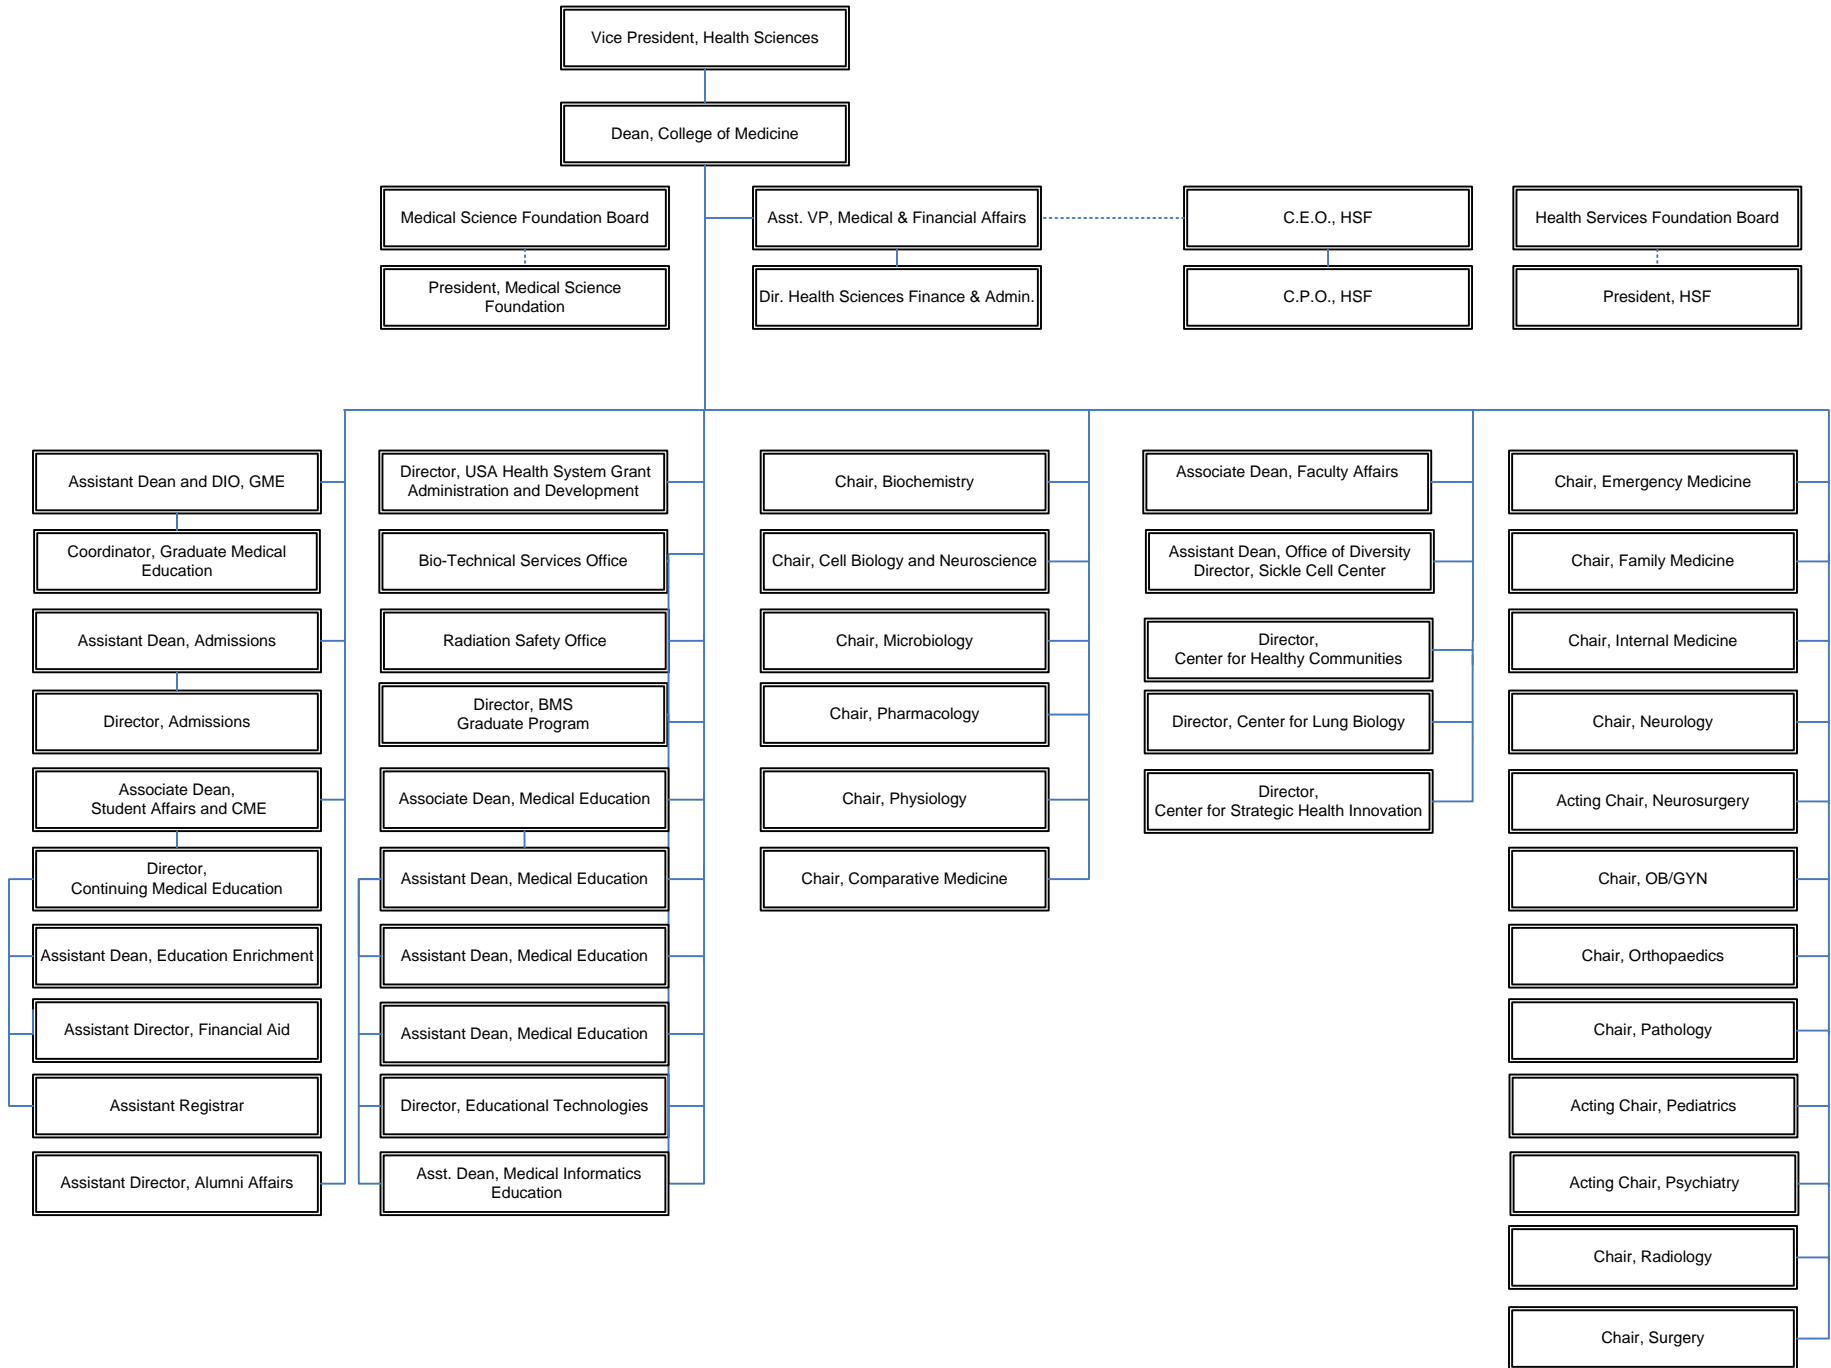 Vice President, Health Sciences
Dean, College of Medicine
Medical Science Foundation Board
Asst. VP, Medical & Financial Affairs
C.E.O., HSF
Health Services Foundation Board
President, Medical Science
Foundation
Dir. Health Sciences Finance & Admin.
C.P.O., HSF
President, HSF
Assistant Dean and DIO, GME
Coordinator, Graduate Medical
Education
Assistant Dean, Admissions
Director, Admissions
Associate Dean,
Student Affairs and CME
Director,
Continuing Medical Education
Assistant Dean, Education Enrichment
Assistant Director, Financial Aid
Assistant Registrar
Assistant Director, Alumni Affairs
Director, USA Health System Grant
Administration and Development
Bio-Technical Services Office
Radiation Safety Office
Director, BMS
Graduate Program
Associate Dean, Medical Education
Assistant Dean, Medical Education
Assistant Dean, Medical Education
Assistant Dean, Medical Education
Director, Educational Technologies
Asst. Dean, Medical Informatics
Education
Chair, Biochemistry
Chair, Cell Biology and Neuroscience
Chair, Microbiology
Chair, Pharmacology
Chair, Physiology
Chair, Comparative Medicine
Associate Dean, Faculty Affairs
Assistant Dean, Office of Diversity
Director, Sickle Cell Center
Director,
Center for Healthy Communities
Director, Center for Lung Biology
Director,
Center for Strategic Health Innovation
Chair, Emergency Medicine
Chair, Family Medicine
Chair, Internal Medicine
Chair, Neurology
Acting Chair, Neurosurgery
Chair, OB/GYN
Chair, Orthopaedics
Chair, Pathology
Acting Chair, Pediatrics
Acting Chair, Psychiatry
Chair, Radiology
Chair, Surgery